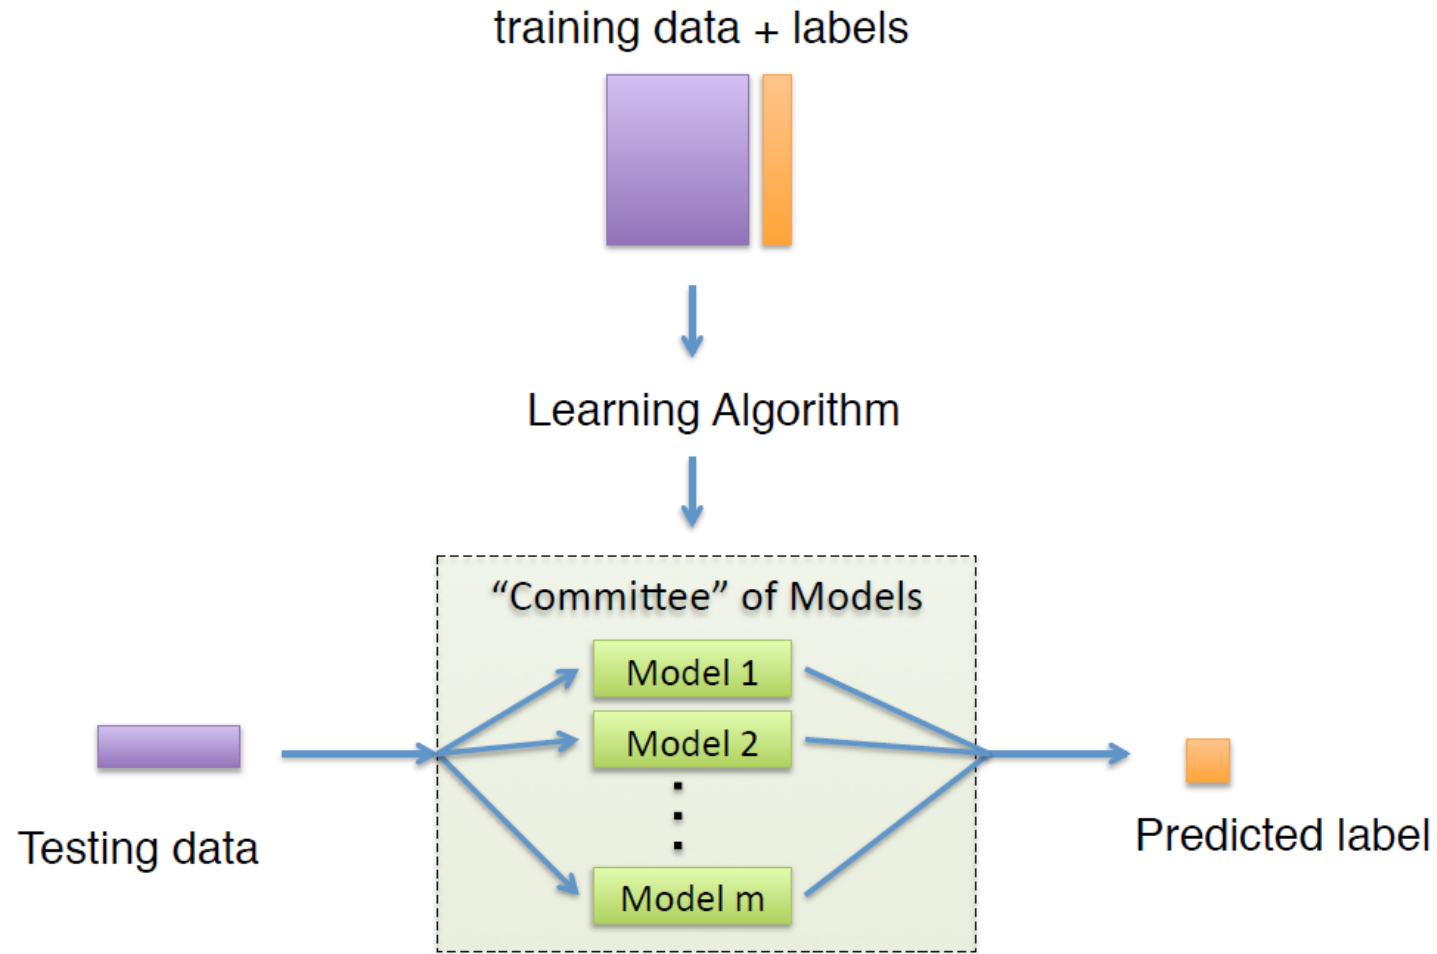 training data + labels
Learning Algorithm
“Committee” of Models
Model 1
Model 2
Model m
Testing data
Predicted label